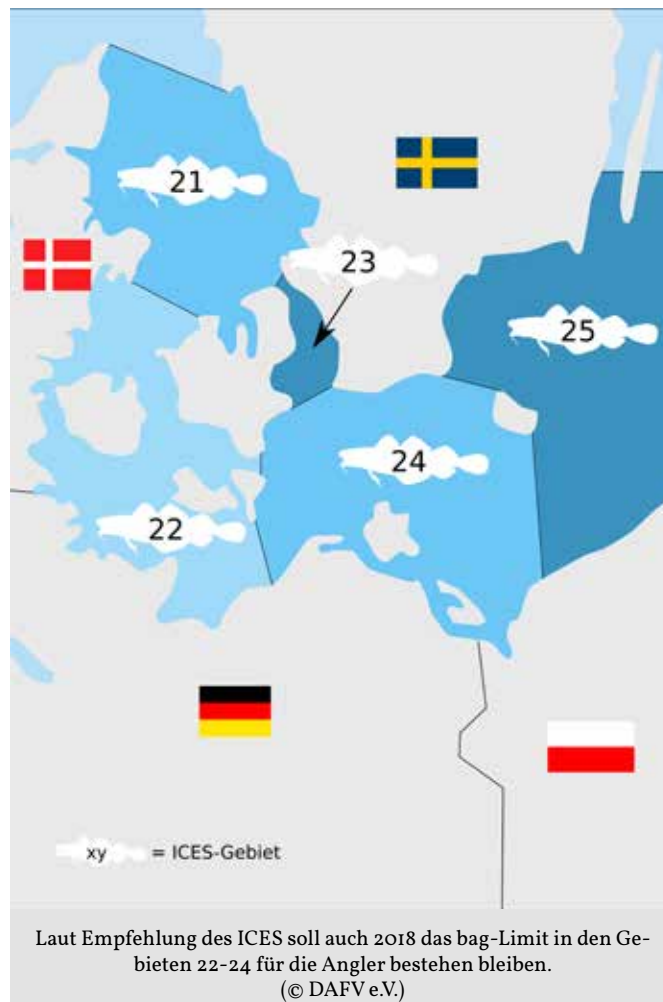 21
23
25
24
22
xy = ICES-Gebiet
Laut Empfehlung des ICES soll auch 2018 das bag-Limit in den Ge-
bieten 22-24 für die Angler bestehen bleiben.
(© DAFV e.V.)